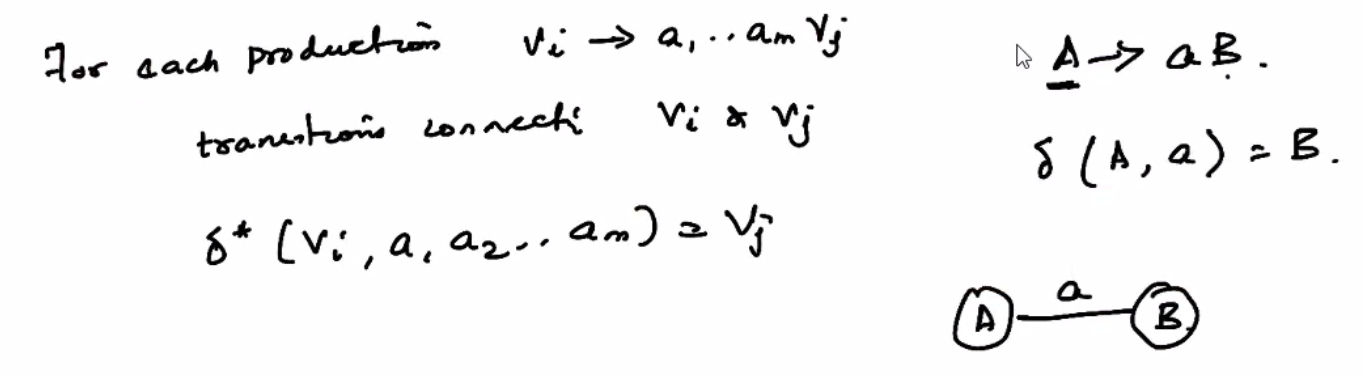 For each production Vi → a1 .. am Vj
transitions connecti Vi & Vj
δ* (Vi, a1 a2 .. am) = Vj
A → aB.
δ (A, a) = B.
a
A B